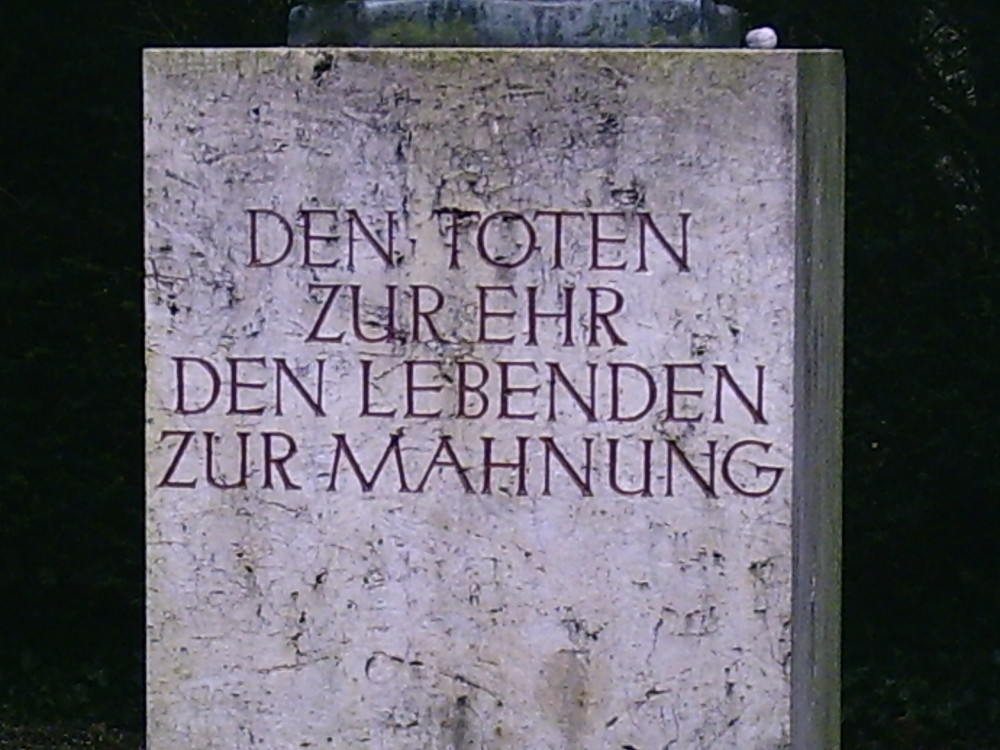 DEN TOTEN
ZUR EHR
DEN LEBENDEN
ZUR MAHNUNG